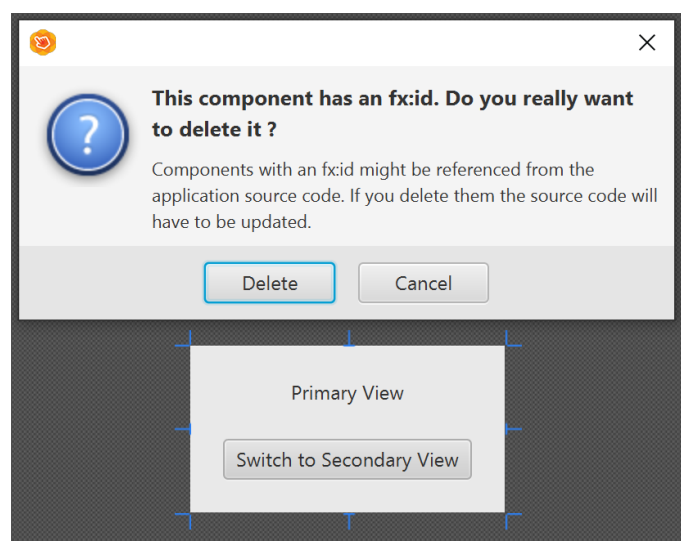 This component has an fx:id. Do you really want
to delete it ?
Components with an fx:id might be referenced from the
application source code. If you delete them the source code will
have to be updated.
Delete
Cancel
Primary View
Switch to Secondary View